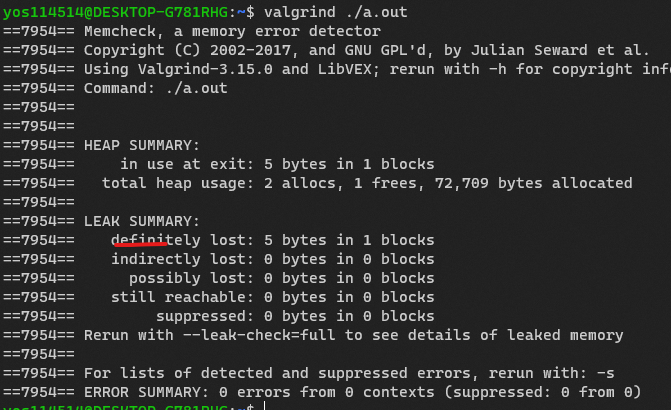 yos114514@DESKTOP-G781RHG:~$ valgrind ./a.out
==7954== Memcheck, a memory error detector
==7954== Copyright (C) 2002-2017, and GNU GPL'd, by Julian Seward et al.
==7954== Using Valgrind-3.15.0 and LibVEX; rerun with -h for copyright info
==7954== Command: ./a.out
==7954==
==7954==
==7954== HEAP SUMMARY:
==7954==     in use at exit: 5 bytes in 1 blocks
==7954==   total heap usage: 2 allocs, 1 frees, 72,709 bytes allocated
==7954==
==7954== LEAK SUMMARY:
==7954==    definitely lost: 5 bytes in 1 blocks
==7954==    indirectly lost: 0 bytes in 0 blocks
==7954==      possibly lost: 0 bytes in 0 blocks
==7954==    still reachable: 0 bytes in 0 blocks
==7954==         suppressed: 0 bytes in 0 blocks
==7954== Rerun with --leak-check=full to see details of leaked memory
==7954==
==7954== For lists of detected and suppressed errors, rerun with: -s
==7954== ERROR SUMMARY: 0 errors from 0 contexts (suppressed: 0 from 0)
yos114514@DESKTOP-G781RHG:~$